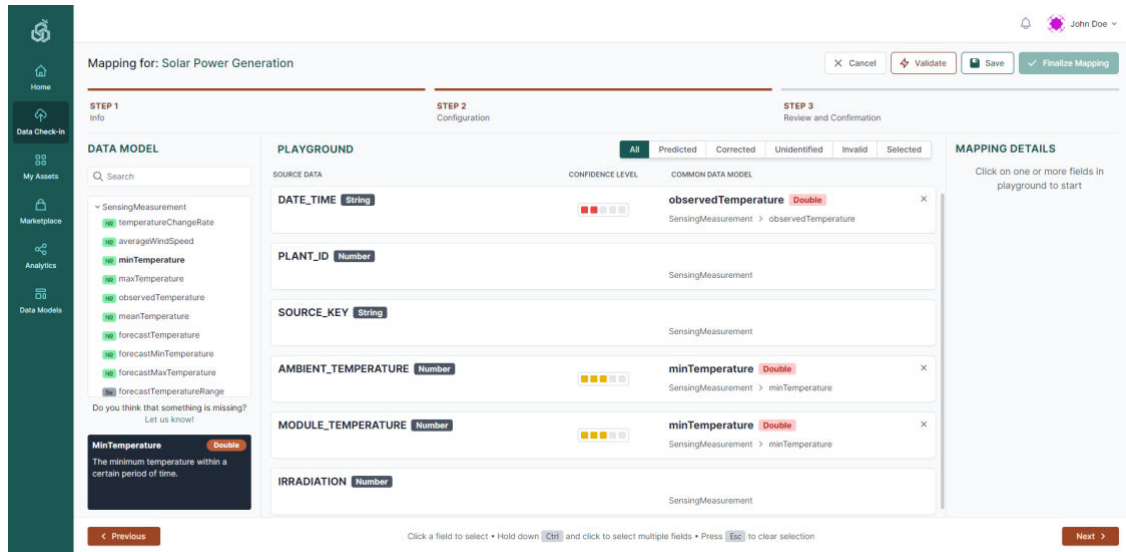 John Doe
Home
Data Check-in
My Assets
Marketplace
Analytics
Data Models
Mapping for: Solar Power Generation
Cancel
Validate
Save
Finalize Mapping
STEP 1
Info
STEP 2
Configuration
STEP 3
Review and Confirmation
DATA MODEL
Search
SensingMeasurement
temperatureChangeRate
averageWindSpeed
minTemperature
maxTemperature
observedTemperature
meanTemperature
forecastTemperature
forecastMinTemperature
forecastMaxTemperature
forecastTemperatureRange
Do you think that something is missing?
Let us know!
MinTemperature Double
The minimum temperature within a
certain period of time.
PLAYGROUND
All Predicted Corrected Unidentified Invalid Selected
SOURCE DATA CONFIDENCE LEVEL COMMON DATA MODEL
DATE_TIME String
observedTemperature Double
SensingMeasurement > observedTemperature
PLANT_ID Number
SensingMeasurement
SOURCE_KEY String
SensingMeasurement
AMBIENT_TEMPERATURE Number
minTemperature Double
SensingMeasurement > minTemperature
MODULE_TEMPERATURE Number
minTemperature Double
SensingMeasurement > minTemperature
IRRADIATION Number
SensingMeasurement
MAPPING DETAILS
Click on one or more fields in
playground to start
Previous
Click a field to select • Hold down Ctrl and click to select multiple fields • Press Esc to clear selection
Next